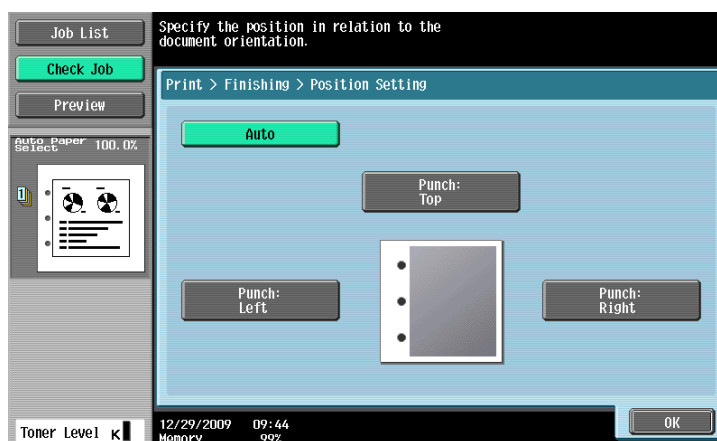 Job List
Check Job
Preview
Auto Paper
Select
100.0%
1
Specify the position in relation to the
document orientation.
Print > Finishing > Position Setting
Auto
Punch:
Top
Punch:
Left
Punch:
Right
Toner Level K
12/29/2009 09:44
Memory 99%
OK